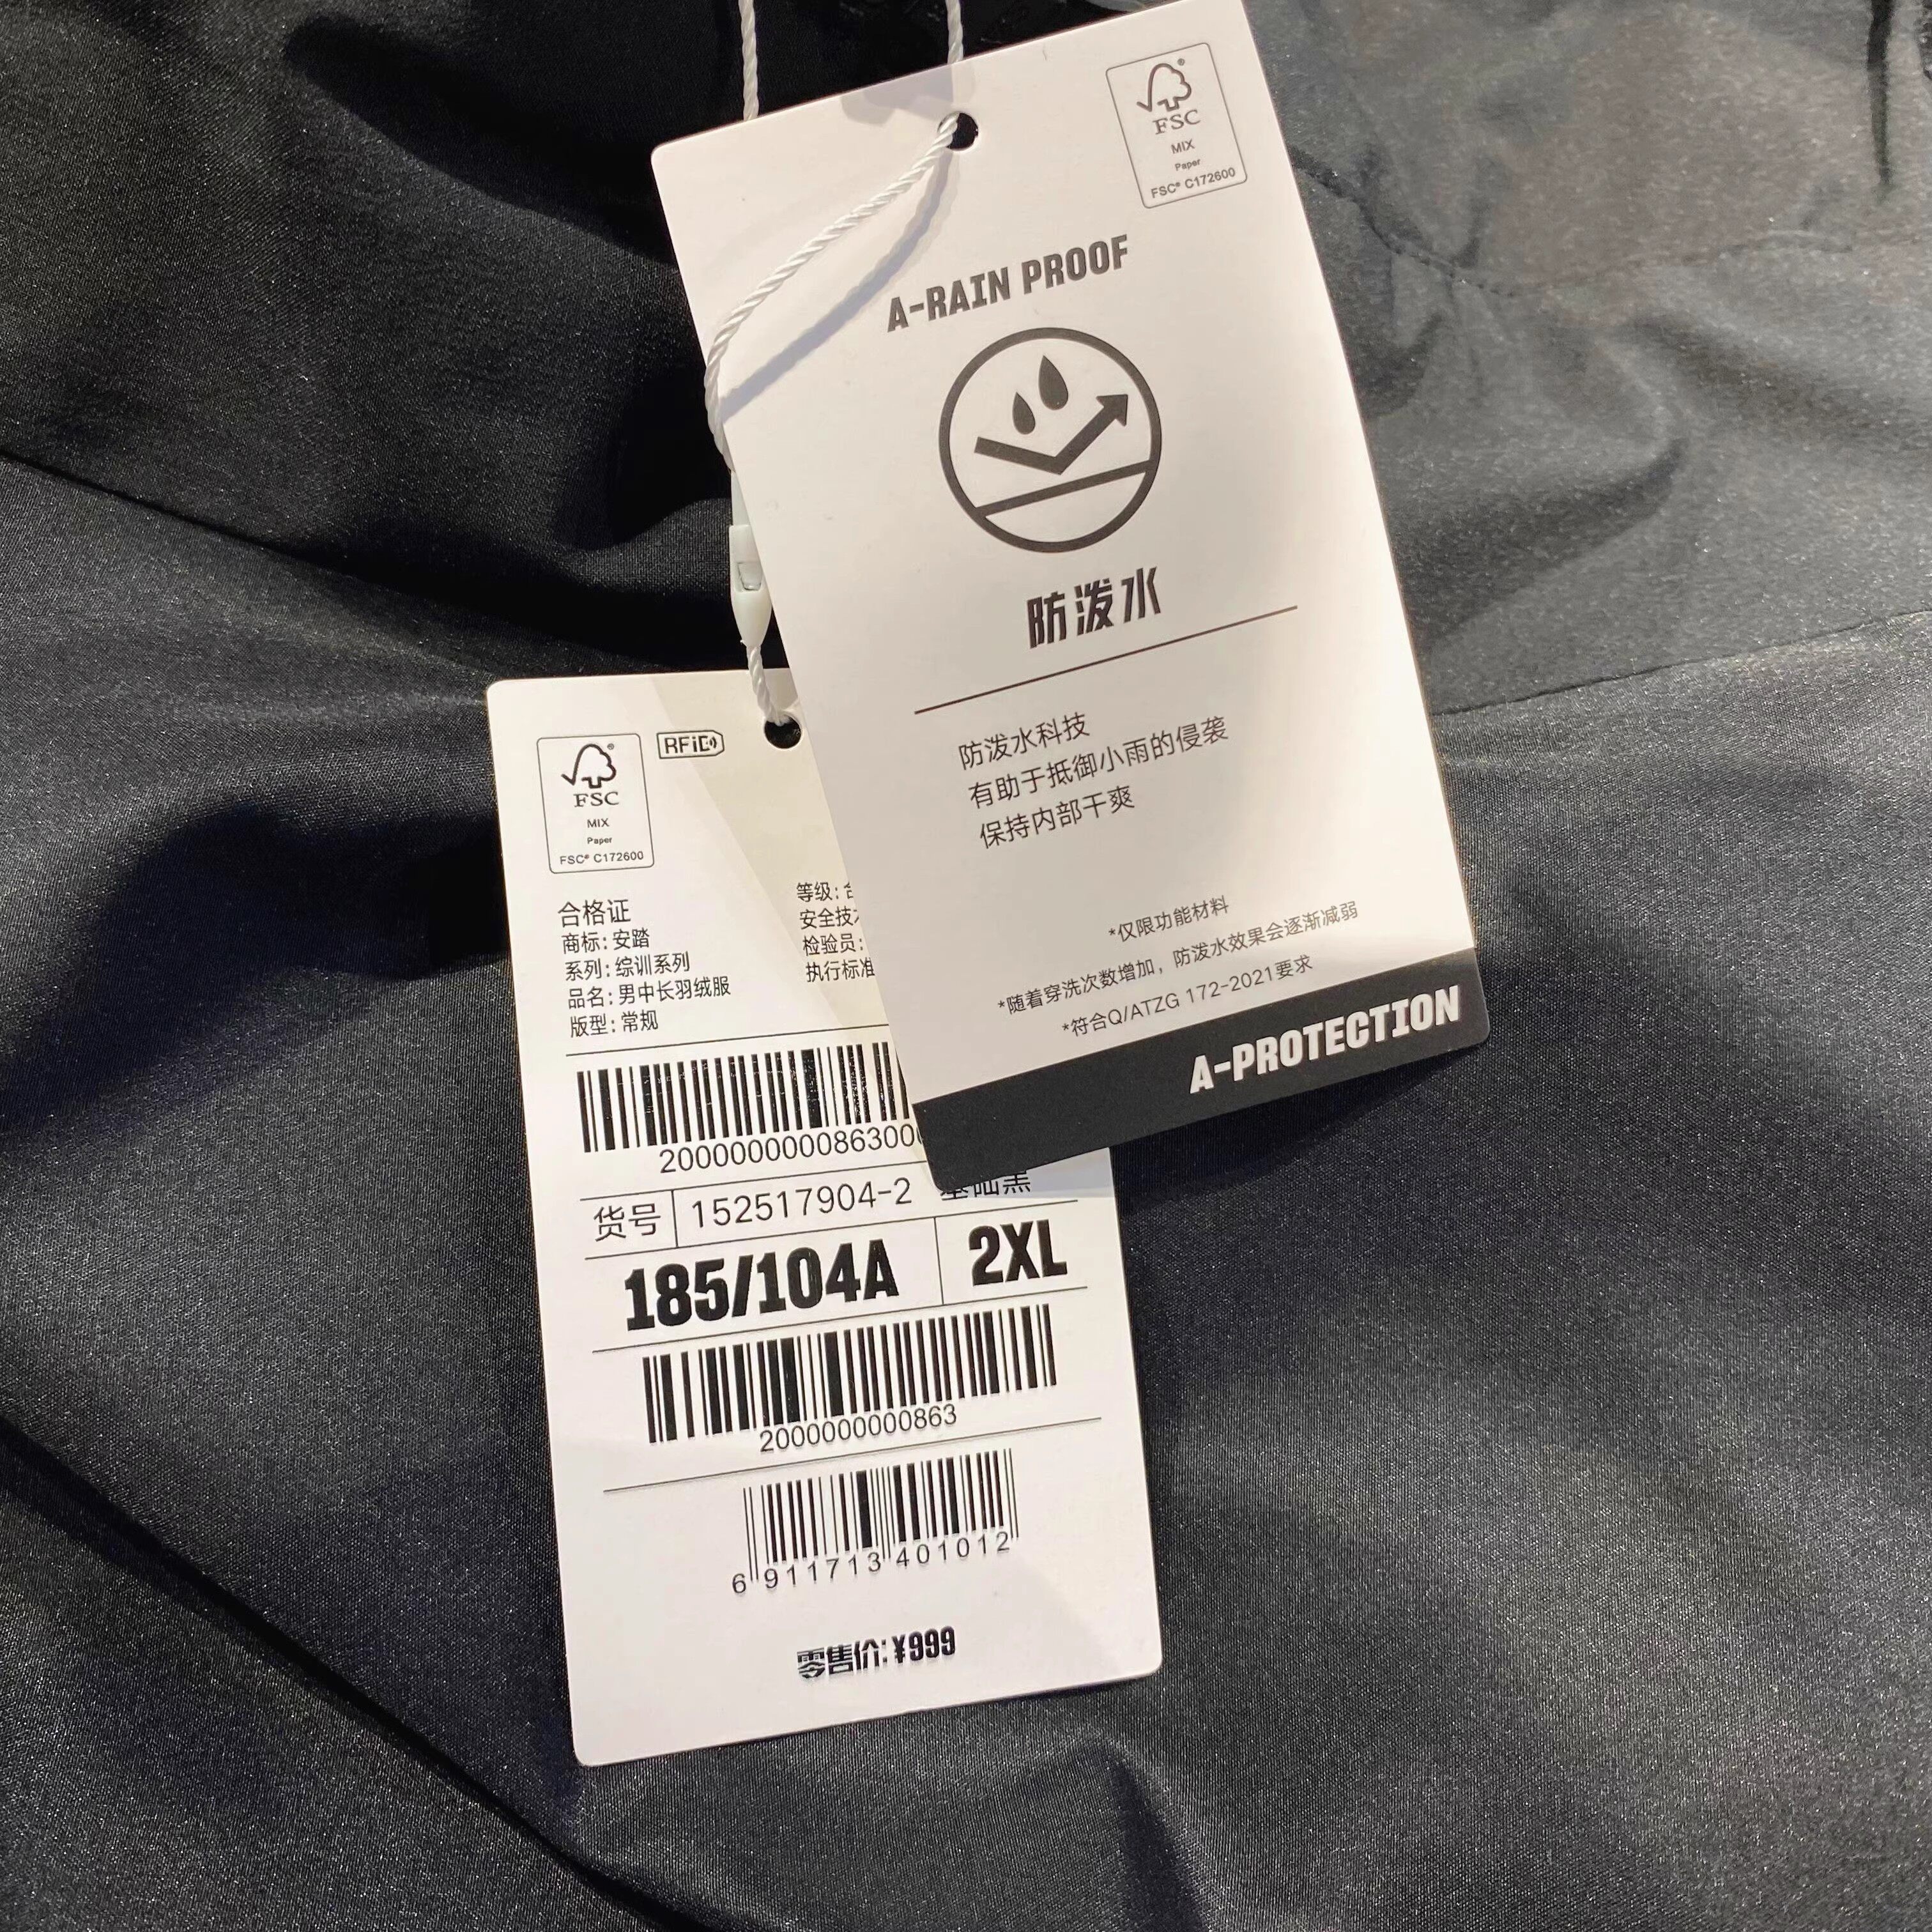 FSC
MIX
Paper
FSC® C172600
A-RAIN PROOF
防泼水
防泼水科技
有助于抵御小雨的侵袭
保持内部干爽
*仅限功能材料
*随着穿洗次数增加，防泼水效果会逐渐减弱
*符合Q/ATZG 172-2021要求
A-PROTECTION
FSC
MIX
Paper
FSC® C172600
RFID
合格证
商标: 安踏
系列: 综训系列
品名: 男中长羽绒服
版型: 常规
等级:
安全技
检验员:
执行标准
200000000086300
货号 152517904-2 基础黑
185/104A 2XL
2000000000863
6 911713 401012
零售价: ¥999